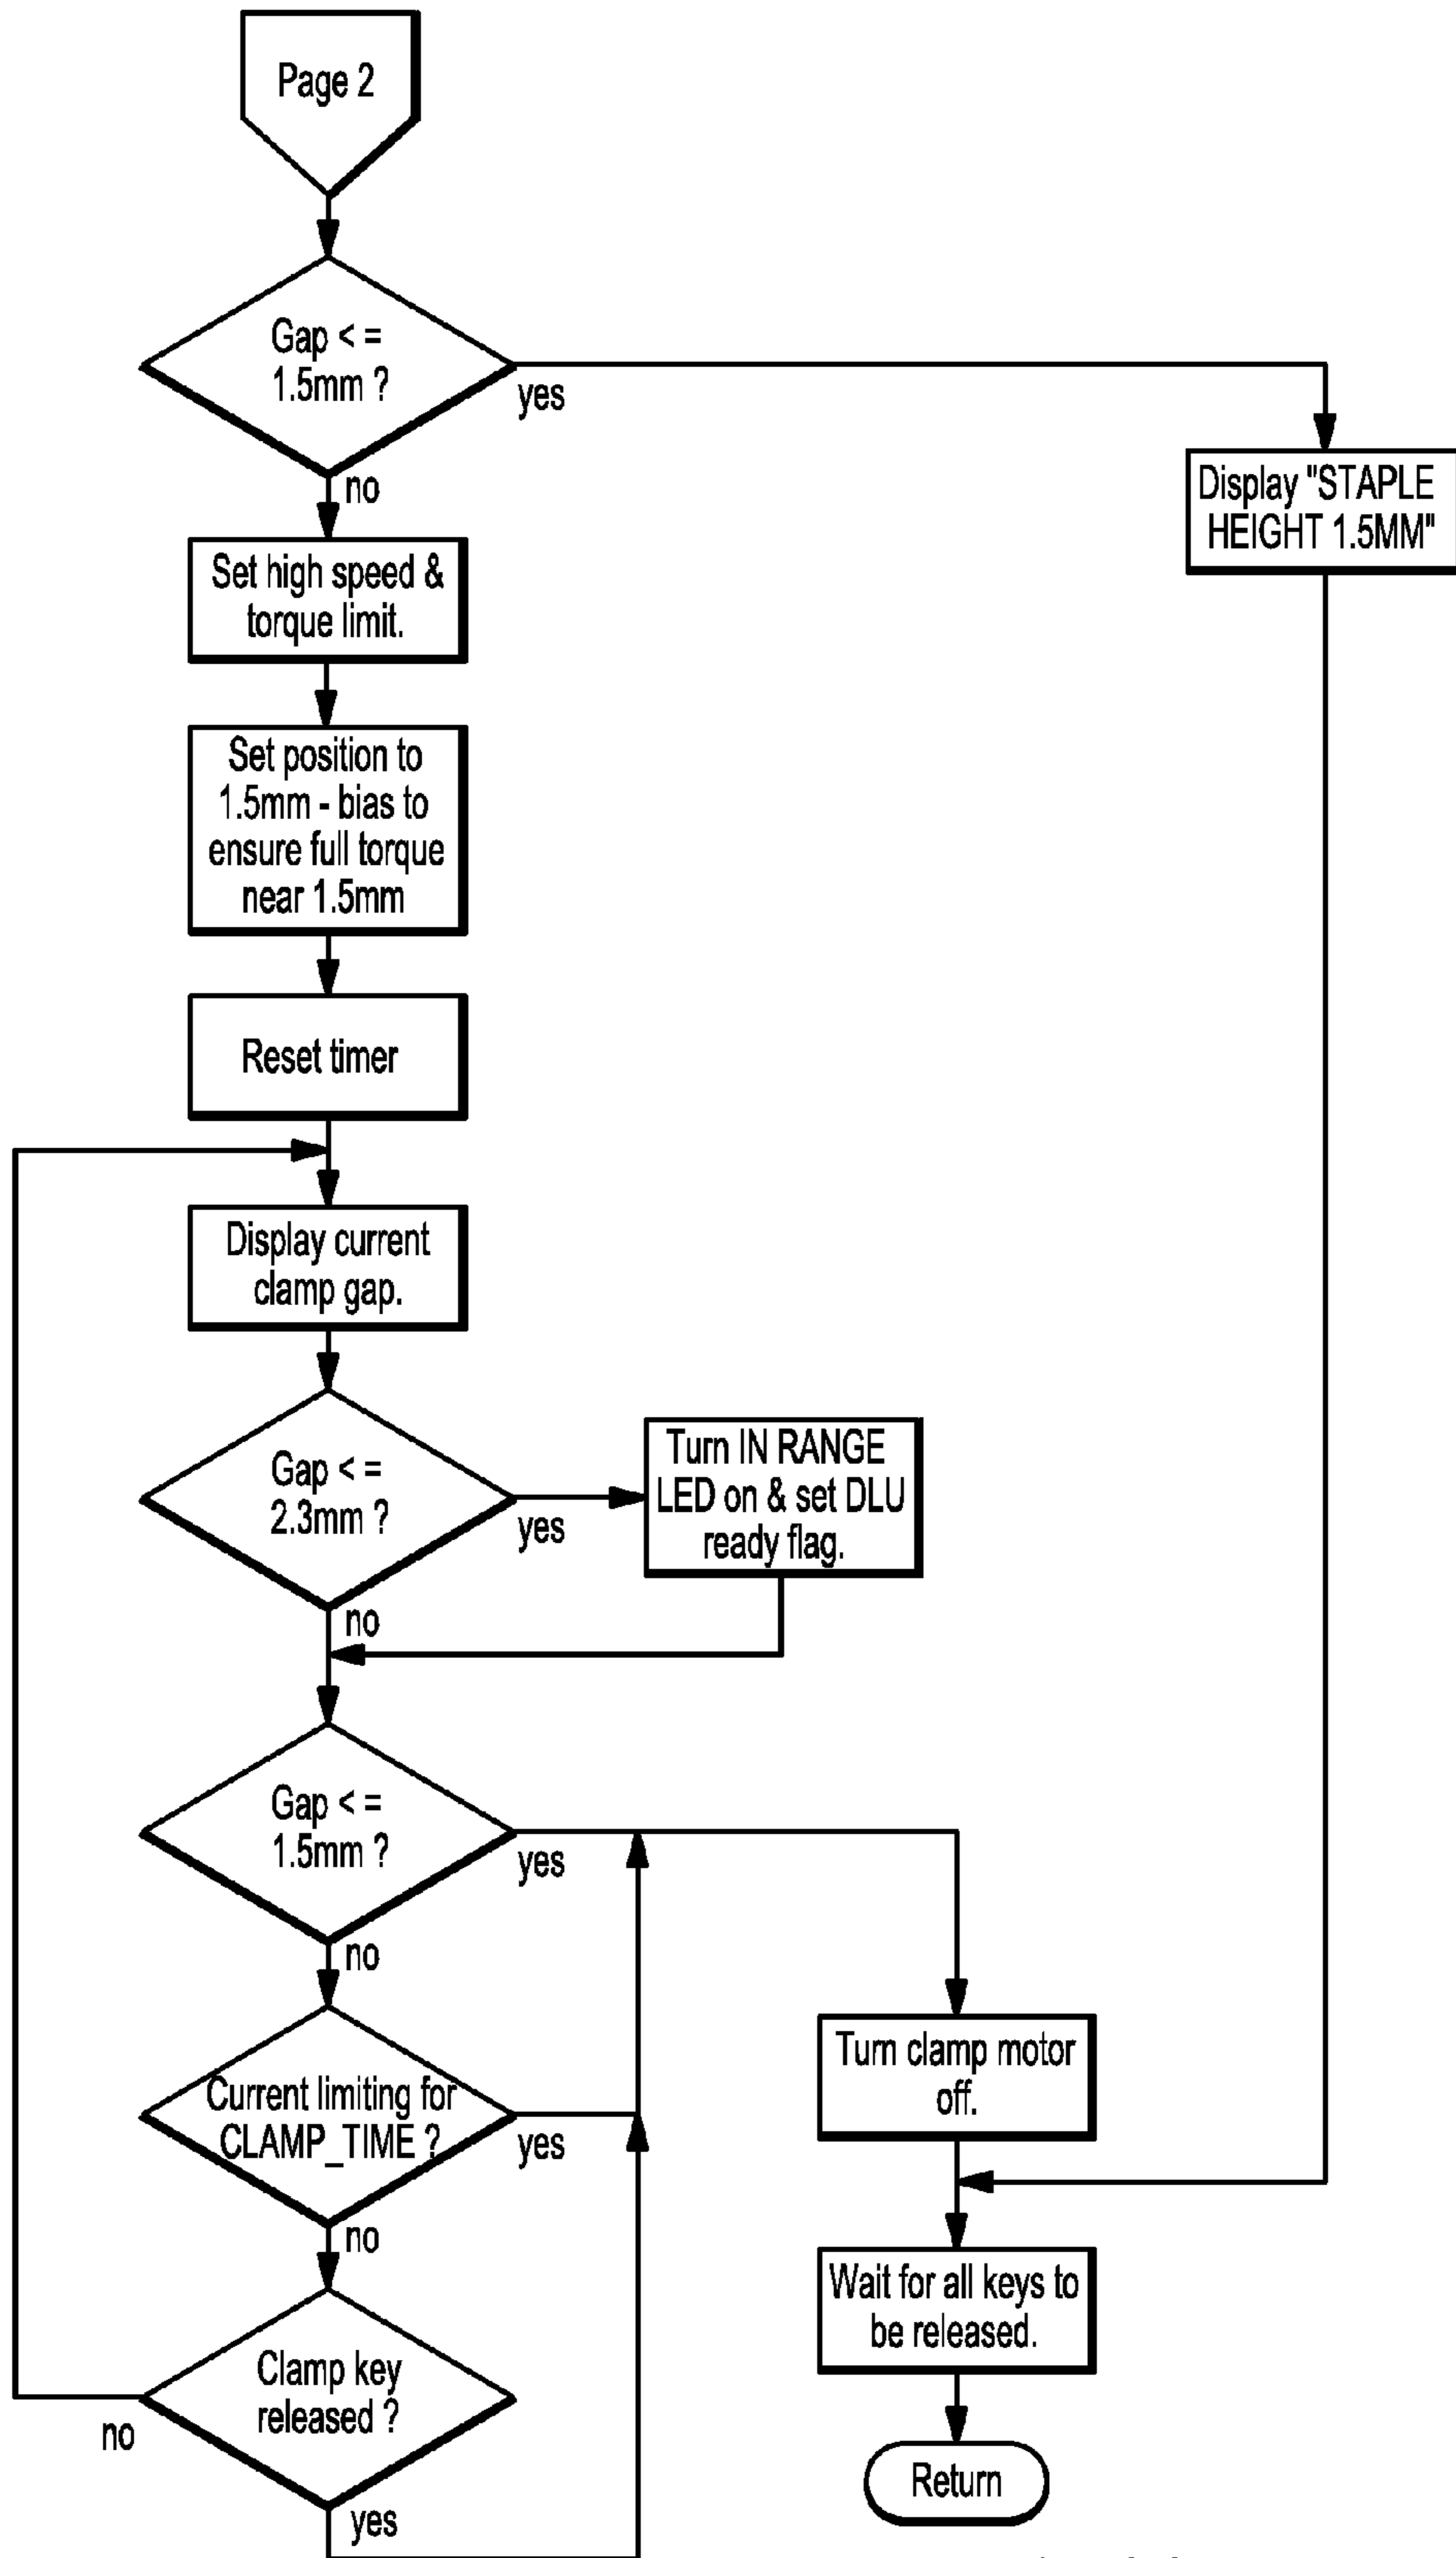 Page 2
Gap < =
1.5mm ?
yes
no
Display "STAPLE
HEIGHT 1.5MM"
Set high speed &
torque limit.
Set position to
1.5mm - bias to
ensure full torque
near 1.5mm
Reset timer
Display current
clamp gap.
Gap < =
2.3mm ?
yes
no
Turn IN RANGE
LED on & set DLU
ready flag.
Gap < =
1.5mm ?
yes
no
Current limiting for
CLAMP_TIME ?
yes
no
Turn clamp motor
off.
Wait for all keys to
be released.
Clamp key
released ?
no
yes
Return